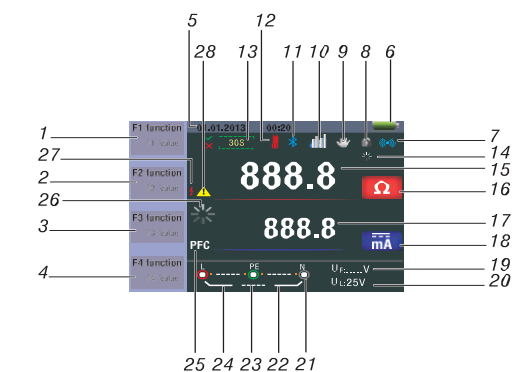 5 28 13 12 11 10 9 8 6
01.01.2013 00:20
1 F1 function
30S
7
14
27
F2 function
888.8 15
2
Ω 16
26
F3 function
888.8 17
3
mA 18
PFC
F4 function
4
L PE N
UF:.....V 19
UL:25V 20
25 24 23 22 21